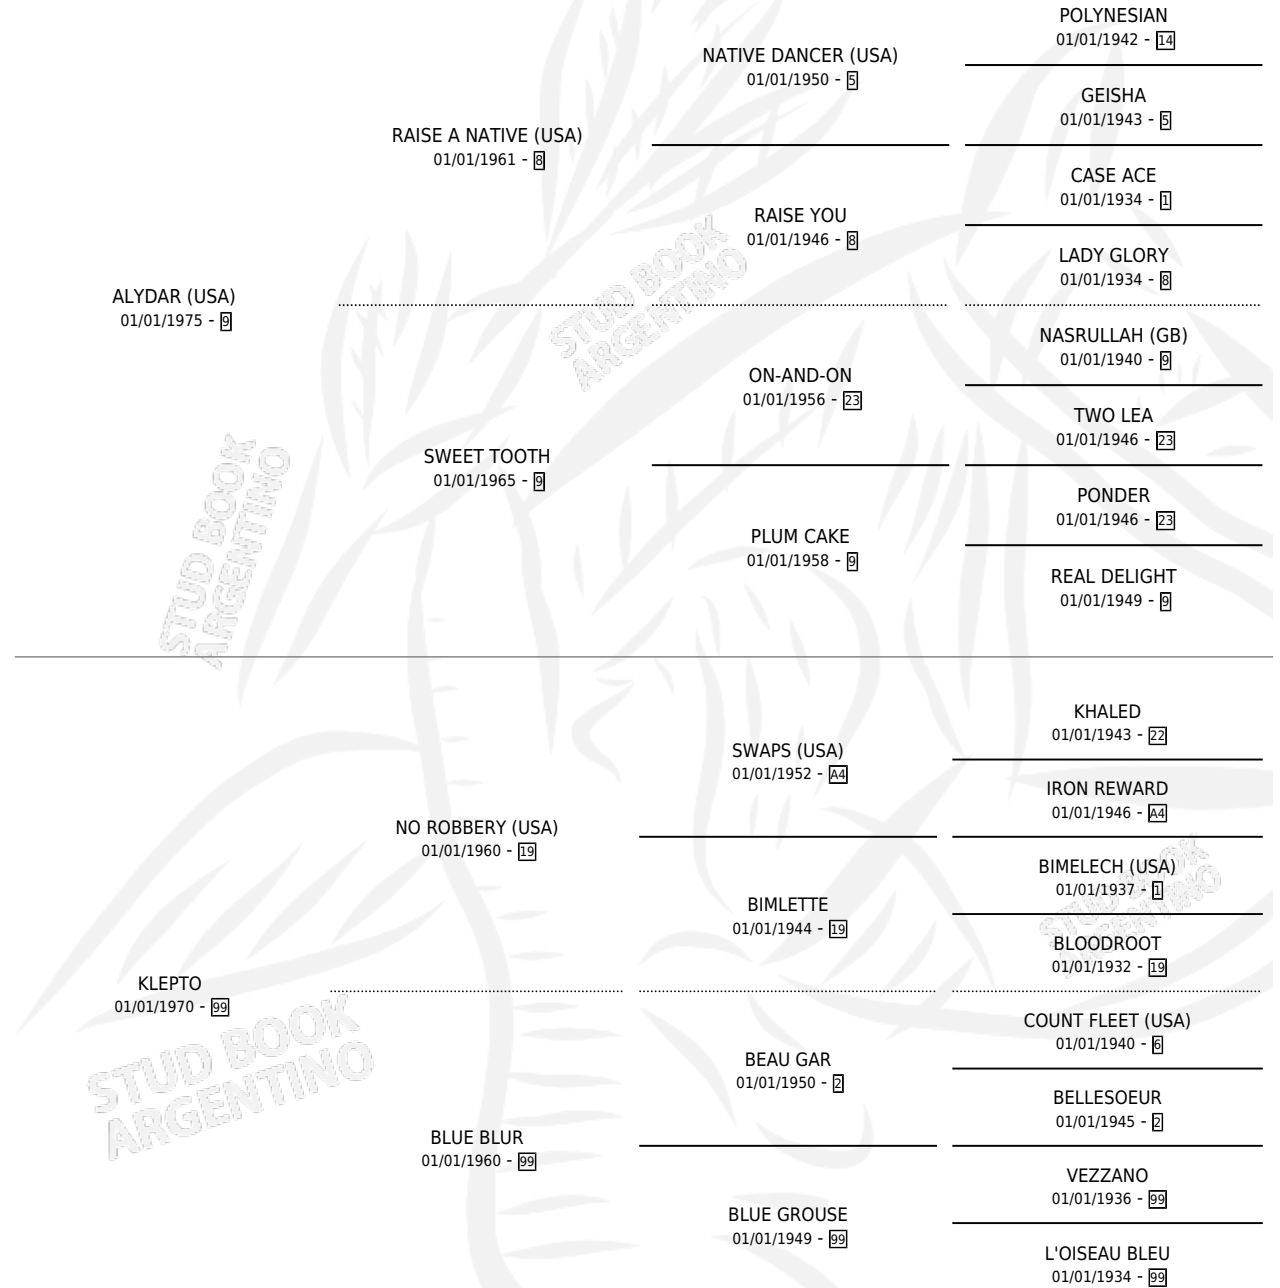 POLYNESIAN
01/01/1942 - 14
NATIVE DANCER (USA)
01/01/1950 - 5
GEISHA
01/01/1943 - 5
RAISE A NATIVE (USA)
01/01/1961 - 8
CASE ACE
01/01/1934 - 1
RAISE YOU
01/01/1946 - 8
LADY GLORY
01/01/1934 - 8
ALYDAR (USA)
01/01/1975 - 9
STUD BOOK
ARGENTINO
NASRULLAH (GB)
01/01/1940 - 9
ON-AND-ON
01/01/1956 - 23
TWO LEA
01/01/1946 - 23
SWEET TOOTH
01/01/1965 - 9
PONDER
01/01/1946 - 23
PLUM CAKE
01/01/1958 - 9
REAL DELIGHT
01/01/1949 - 9
STUD BOOK
ARGENTINO
KHALED
01/01/1943 - 22
SWAPS (USA)
01/01/1952 - A4
IRON REWARD
01/01/1946 - A4
NO ROBBERY (USA)
01/01/1960 - 19
BIMELECH (USA)
01/01/1937 - 1
BIMLETTE
01/01/1944 - 19
STUD BOOK
ARGENTINO
BLOODROOT
01/01/1932 - 19
KLEPTO
01/01/1970 - 99
COUNT FLEET (USA)
01/01/1940 - 6
BEAU GAR
01/01/1950 - 2
BELLESOEUR
01/01/1945 - 2
STUD BOOK
ARGENTINO
BLUE BLUR
01/01/1960 - 99
VEZZANO
01/01/1936 - 99
BLUE GROUSE
01/01/1949 - 99
L'OISEAU BLEU
01/01/1934 - 99